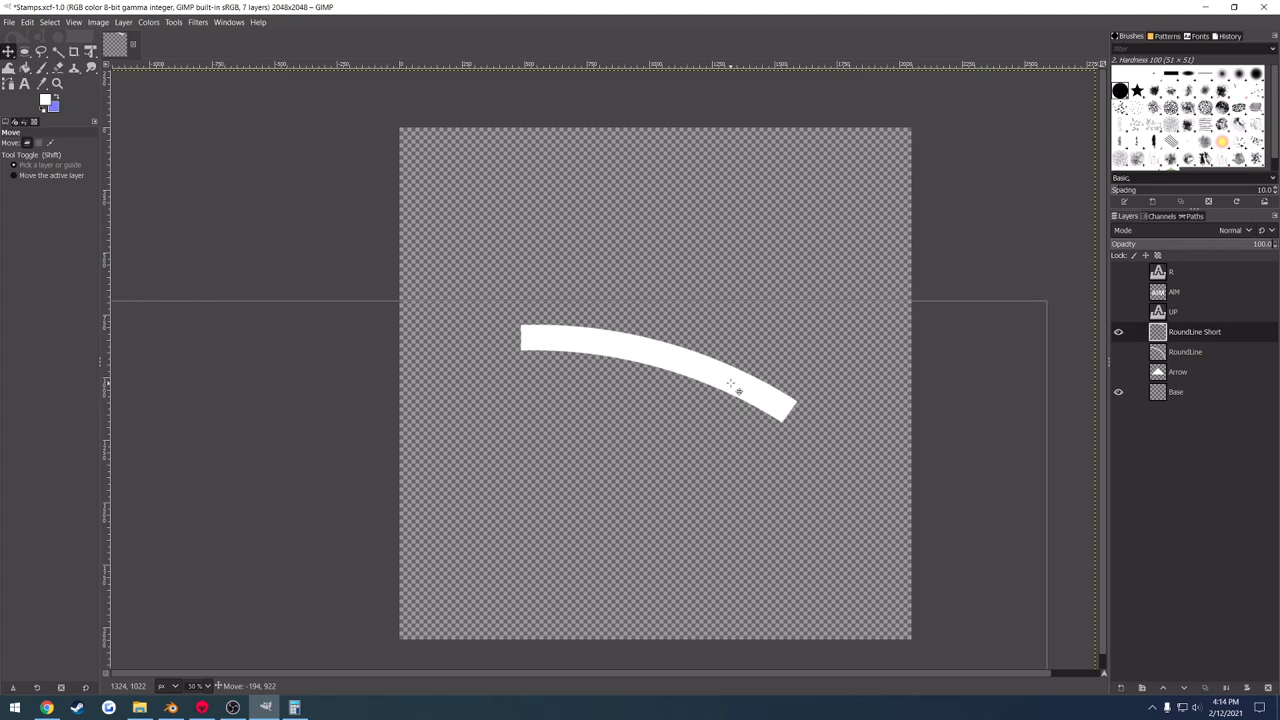 *Stamps.xcf-1.0 (RGB color 8-bit gamma integer, GIMP built-in sRGB, 7 layers) 2048x2048 – GIMP
File Edit Select View Image Layer Colors Tools Filters Windows Help
Brushes Patterns Fonts History
filter
2. Hardness 100 (51 × 51)
Move
Move:
Tool Toggle (Shift)
Pick a layer or guide
Move the active layer
Basic,
Spacing 10.0
Layers Channels Paths
Mode Normal
Opacity 100.0
Lock:
R
AIM
UP
RoundLine Short
RoundLine
Arrow
Base
1324, 1022 px 50 % Move: -194, 922
4:14 PM
2/12/2021